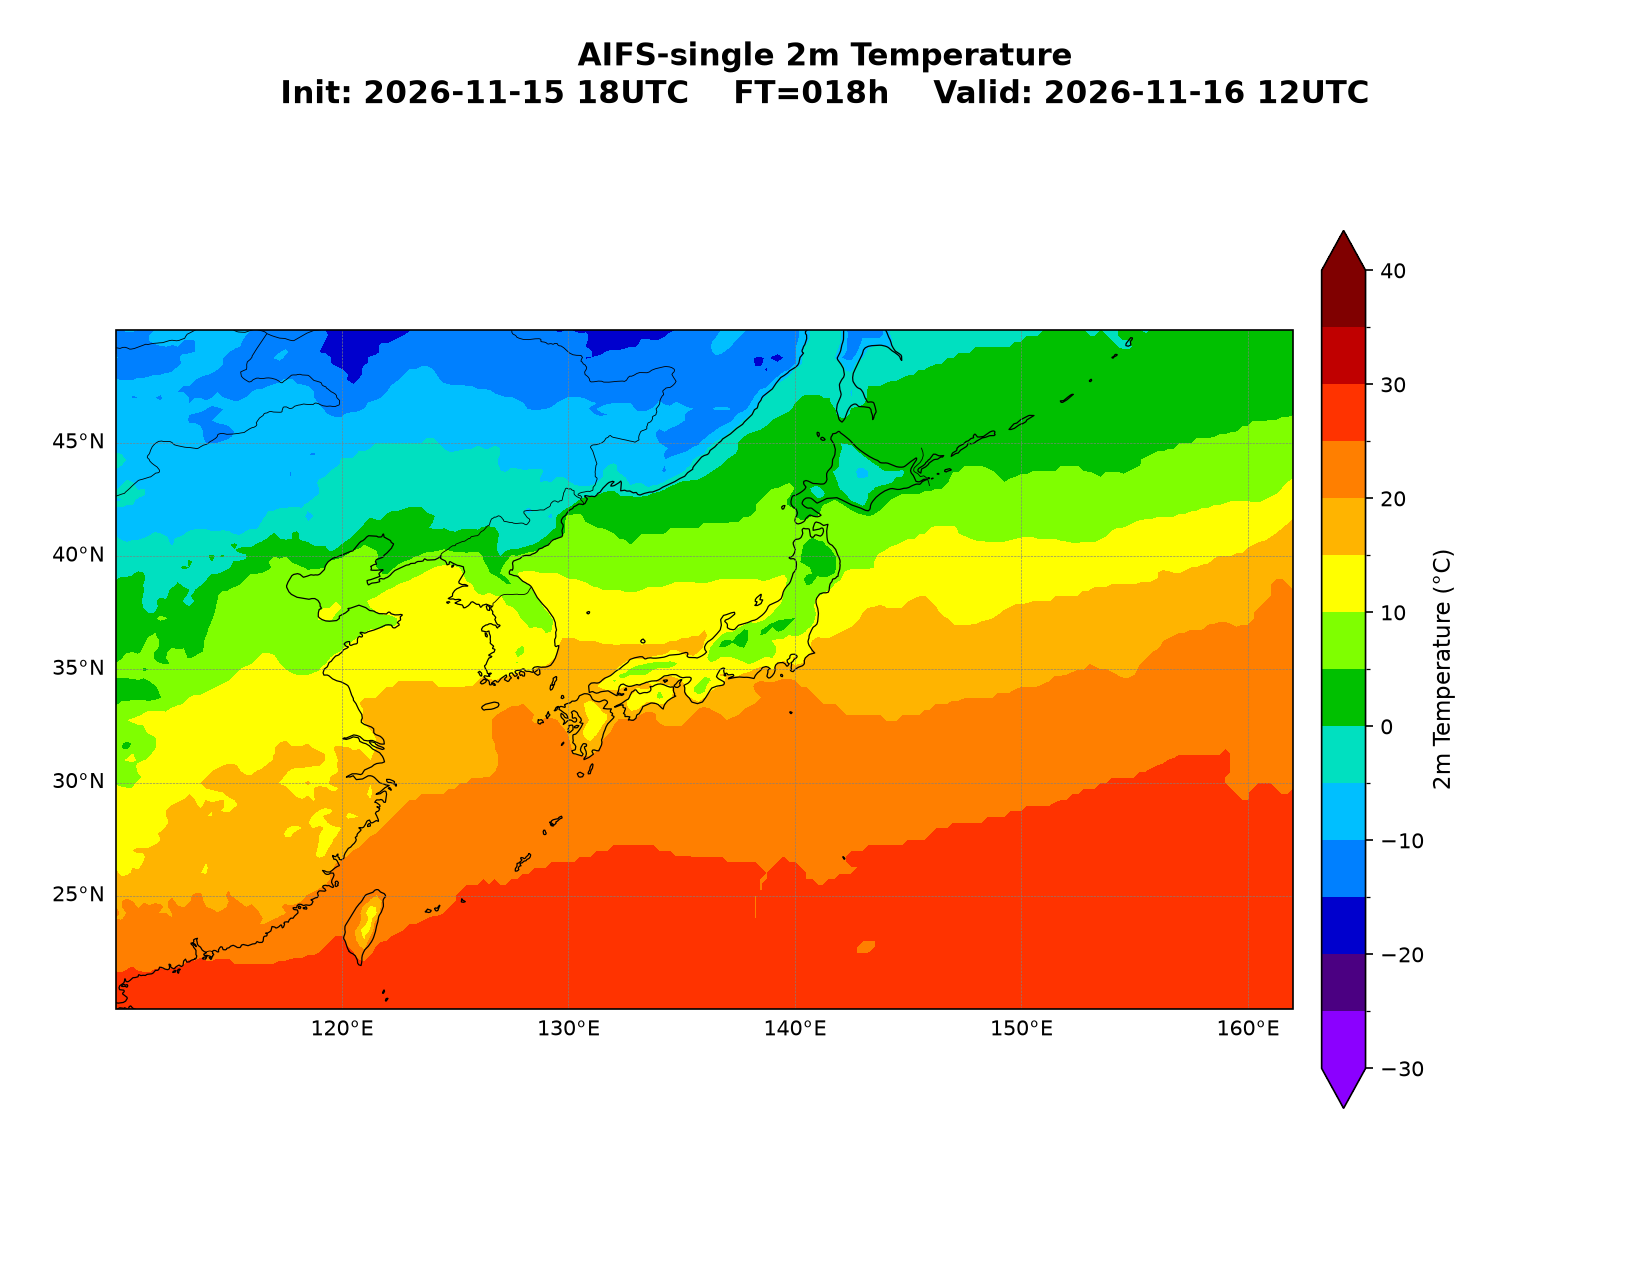 AIFS-single 2m Temperature
Init: 2026-11-15 18UTC    FT=018h    Valid: 2026-11-16 12UTC
45°N
40°N
35°N
30°N
25°N
120°E
130°E
140°E
150°E
160°E
40
30
20
10
0
−10
−20
−30
2m Temperature (°C)